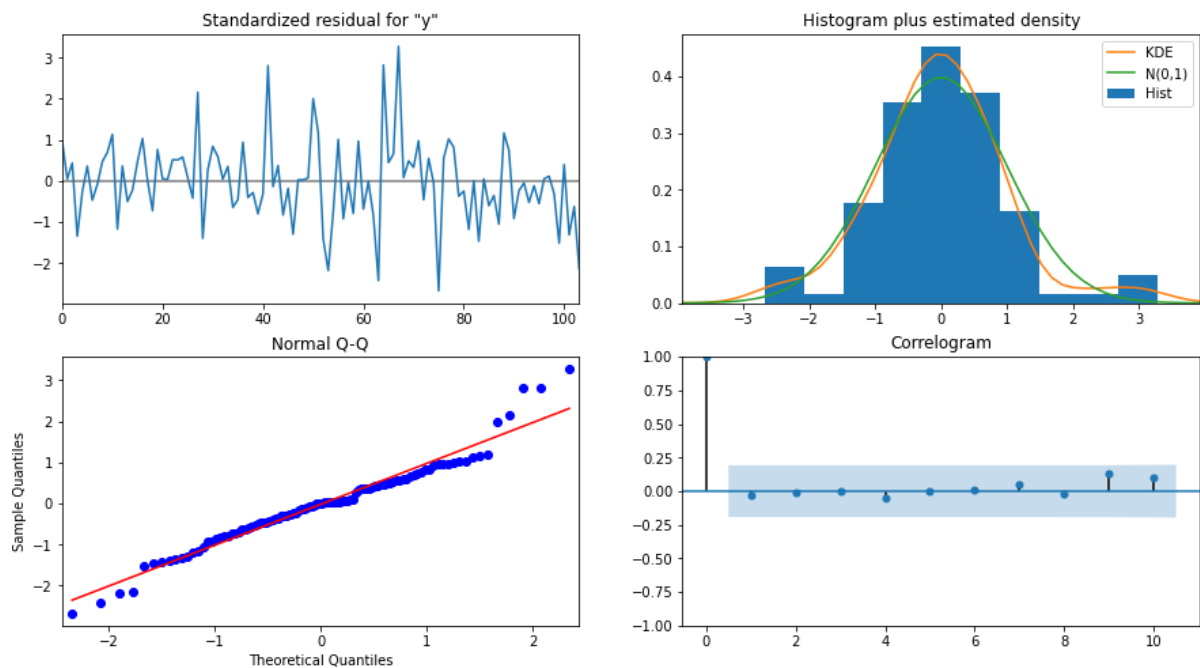 Standardized residual for "y"
3
2
1
0
−1
−2
0 20 40 60 80 100
Histogram plus estimated density
KDE
N(0,1)
Hist
0.4
0.3
0.2
0.1
0.0
−3 −2 −1 0 1 2 3
Normal Q-Q
Sample Quantiles
3
2
1
0
−1
−2
−2 −1 0 1 2
Theoretical Quantiles
Correlogram
1.00
0.75
0.50
0.25
0.00
−0.25
−0.50
−0.75
−1.00
0 2 4 6 8 10